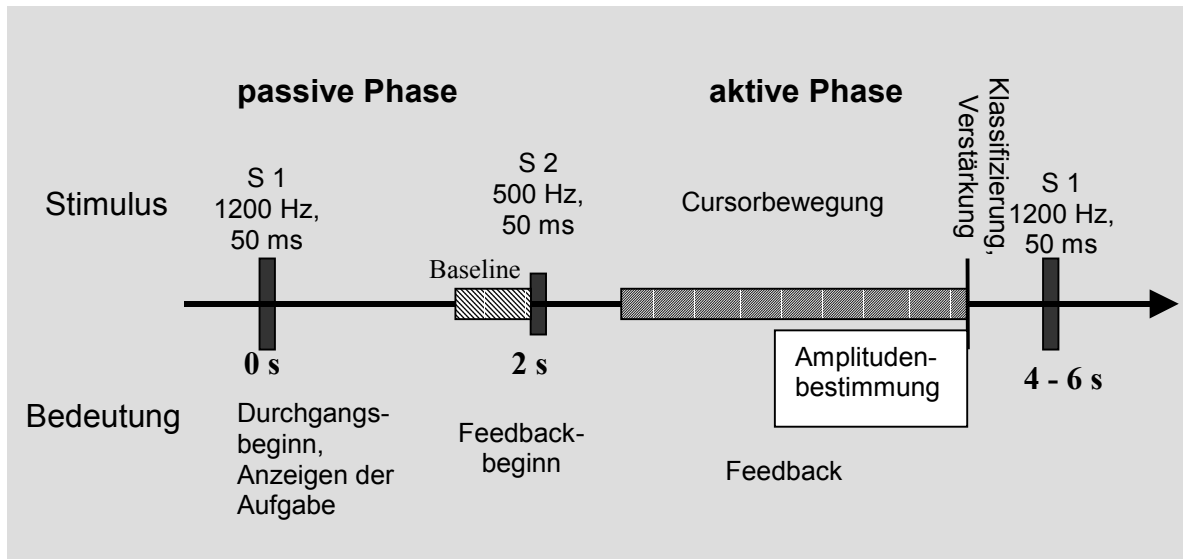 passive Phase
aktive Phase
Klassifizierung,
Verstärkung
Stimulus
S 1
1200 Hz,
50 ms
S 2
500 Hz,
50 ms
Cursorbewegung
S 1
1200 Hz,
50 ms
Baseline
0 s
2 s
Amplituden-
bestimmung
4 - 6 s
Bedeutung
Durchgangs-
beginn,
Anzeigen der
Aufgabe
Feedback-
beginn
Feedback